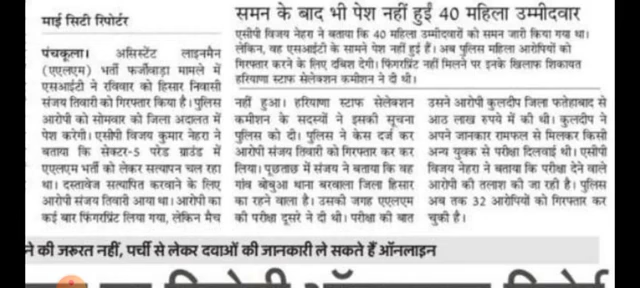 माई सिटी रिपोर्टर
पंचकूला। असिस्टेंट लाइनमैन
(एएलएम) भर्ती फर्जीवाड़ा मामले में
एसआईटी ने रविवार को हिसार निवासी
संजय तिवारी को गिरफ्तार किया है। पुलिस
आरोपी को सोमवार को जिला अदालत में
पेश करेगी। एसीपी विजय कुमार नेहरा ने
बताया कि सेक्टर-5 परेड ग्राउंड में
एएलएम भर्ती को लेकर सत्यापन चल रहा
था। दस्तावेज सत्यापित करवाने के लिए
आरोपी संजय तिवारी आया था। आरोपी का
कई बार फिंगरप्रिंट लिया गया, लेकिन मैच
समन के बाद भी पेश नहीं हुईं 40 महिला उम्मीदवार
एसीपी विजय नेहरा ने बताया कि 40 महिला उम्मीदवारों को समन जारी किया गया था।
लेकिन, वह एसआईटी के सामने पेश नहीं हुई हैं। अब पुलिस महिला आरोपियों को
गिरफ्तार करने के लिए दबिश देगी। फिंगरप्रिंट नहीं मिलने पर इनके खिलाफ शिकायत
हरियाणा स्टाफ सेलेक्शन कमीशन ने दी थी।
नहीं हुआ। हरियाणा स्टाफ सेलेक्शन
कमीशन के सदस्यों ने इसकी सूचना
पुलिस को दी। पुलिस ने केस दर्ज कर
आरोपी संजय तिवारी को गिरफ्तार कर कर
लिया। पूछताछ में संजय ने बताया कि वह
गांव बोबुआ थाना बरवाला जिला हिसार
का रहने वाला है। उसकी जगह एएलएम
की परीक्षा दूसरे ने दी थी। परीक्षा की बात
उसने आरोपी कुलदीप जिला फतेहाबाद से
आठ लाख रुपये में की थी। कुलदीप ने
अपने जानकार रामफल से मिलकर किसी
अन्य युवक से परीक्षा दिलवाई थी। एसीपी
विजय नेहरा ने बताया कि परीक्षा देने वाले
आरोपी की तलाश की जा रही है। पुलिस
अब तक 32 आरोपियों को गिरफ्तार कर
चुकी है।
ने की जरूरत नहीं, पर्ची से लेकर दवाओं की जानकारी ले सकते हैं ऑनलाइन